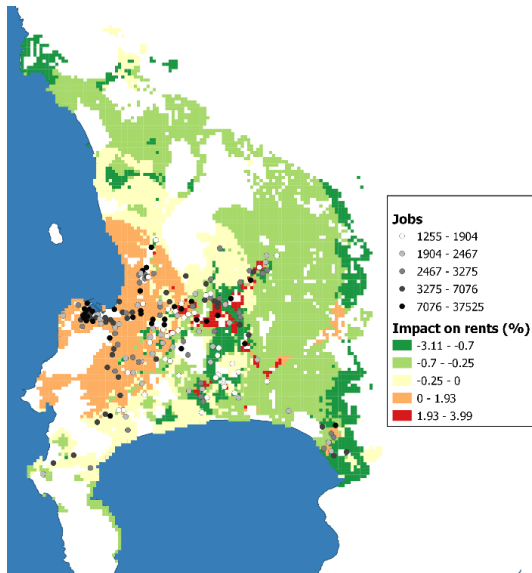 Jobs
1255 - 1904
1904 - 2467
2467 - 3275
3275 - 7076
7076 - 37525
Impact on rents (%)
-3.11 - -0.7
-0.7 - -0.25
-0.25 - 0
0 - 1.93
1.93 - 3.99